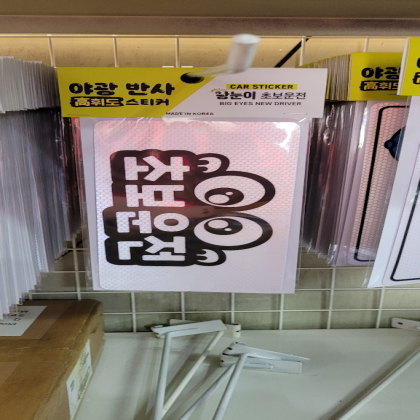 야광 반사
高휘도 스티커
CAR STICKER
왕눈이 초보운전
BIG EYES NEW DRIVER
MADE IN KOREA
초보운전
야광
高휘도